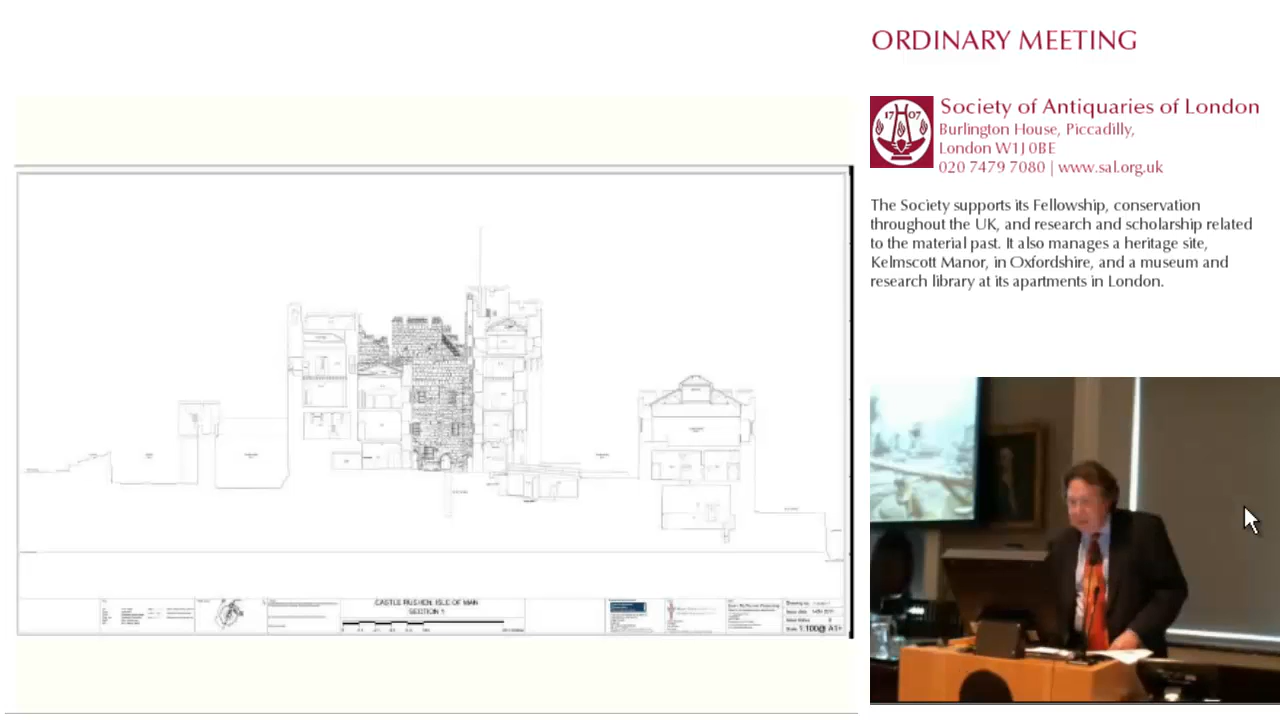 ORDINARY MEETING
1707
Society of Antiquaries of London
Burlington House, Piccadilly,
London W1J 0BE
020 7479 7080 | www.sal.org.uk
The Society supports its Fellowship, conservation
throughout the UK, and research and scholarship related
to the material past. It also manages a heritage site,
Kelmscott Manor, in Oxfordshire, and a museum and
research library at its apartments in London.
CASTLE RUSHEN, ISLE OF MAN
SECTION 1
1:100@ A1+